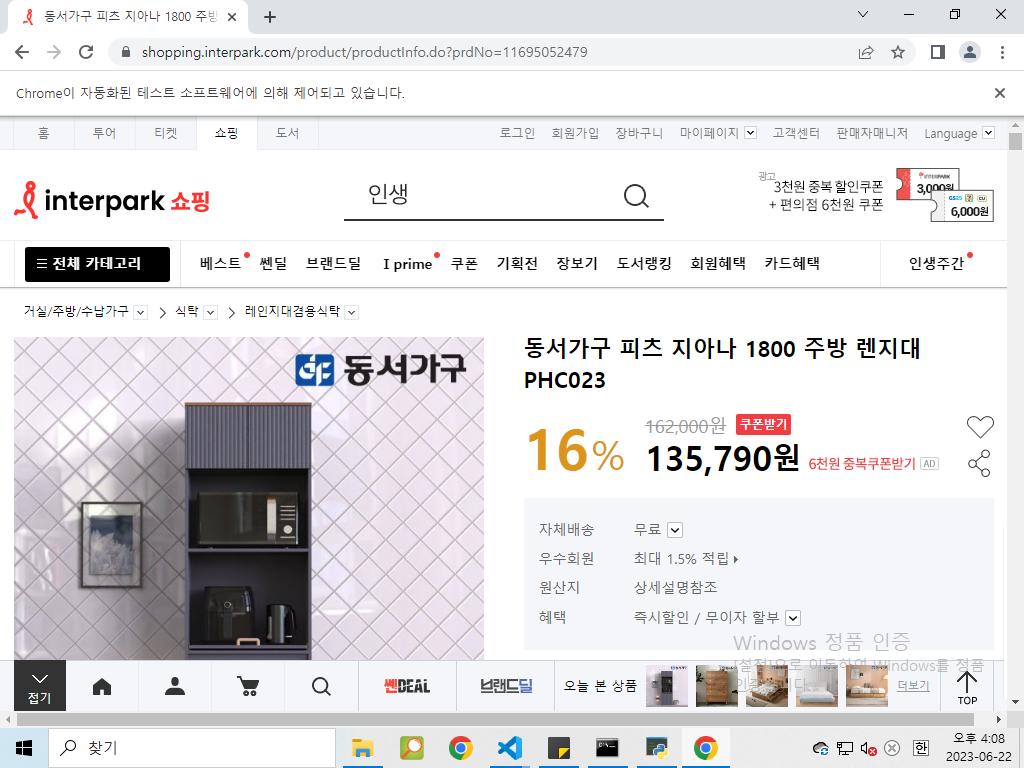 동서가구 피츠 지아나 1800 주방
shopping.interpark.com/product/productInfo.do?prdNo=11695052479
Chrome이 자동화된 테스트 소프트웨어에 의해 제어되고 있습니다.
홈 투어 티켓 쇼핑 도서 로그인 회원가입 장바구니 마이페이지 고객센터 판매자매니저 Language
interpark 쇼핑 인생
광고
3천원 중복 할인쿠폰
+ 편의점 6천원 쿠폰
INTERPARK
3,000원
GS25 CU
6,000원
전체 카테고리 베스트 쎈딜 브랜드딜 I prime 쿠폰 기획전 장보기 도서랭킹 회원혜택 카드혜택 인생주간
거실/주방/수납가구 > 식탁 > 레인지대겸용식탁
동서가구
동서가구 피츠 지아나 1800 주방 렌지대
PHC023
16% 162,000원 쿠폰받기
135,790원 6천원 중복쿠폰받기 AD
자체배송 무료
우수회원 최대 1.5% 적립
원산지 상세설명참조
혜택 즉시할인 / 무이자 할부
Windows 정품 인증
[설정]으로 이동하여 Windows를 정품
접기 쎈DEAL 브랜드딜 오늘 본 상품 더보기 TOP
찾기
한
오후 4:08
2023-06-22